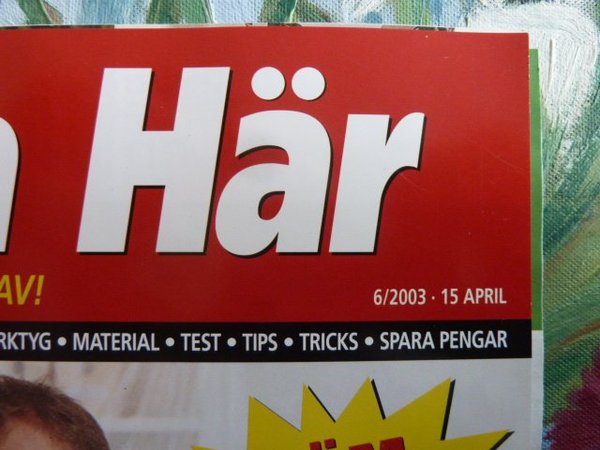 n Här
AV!
6/2003 · 15 APRIL
RKTYG • MATERIAL • TEST • TIPS • TRICKS • SPARA PENGAR